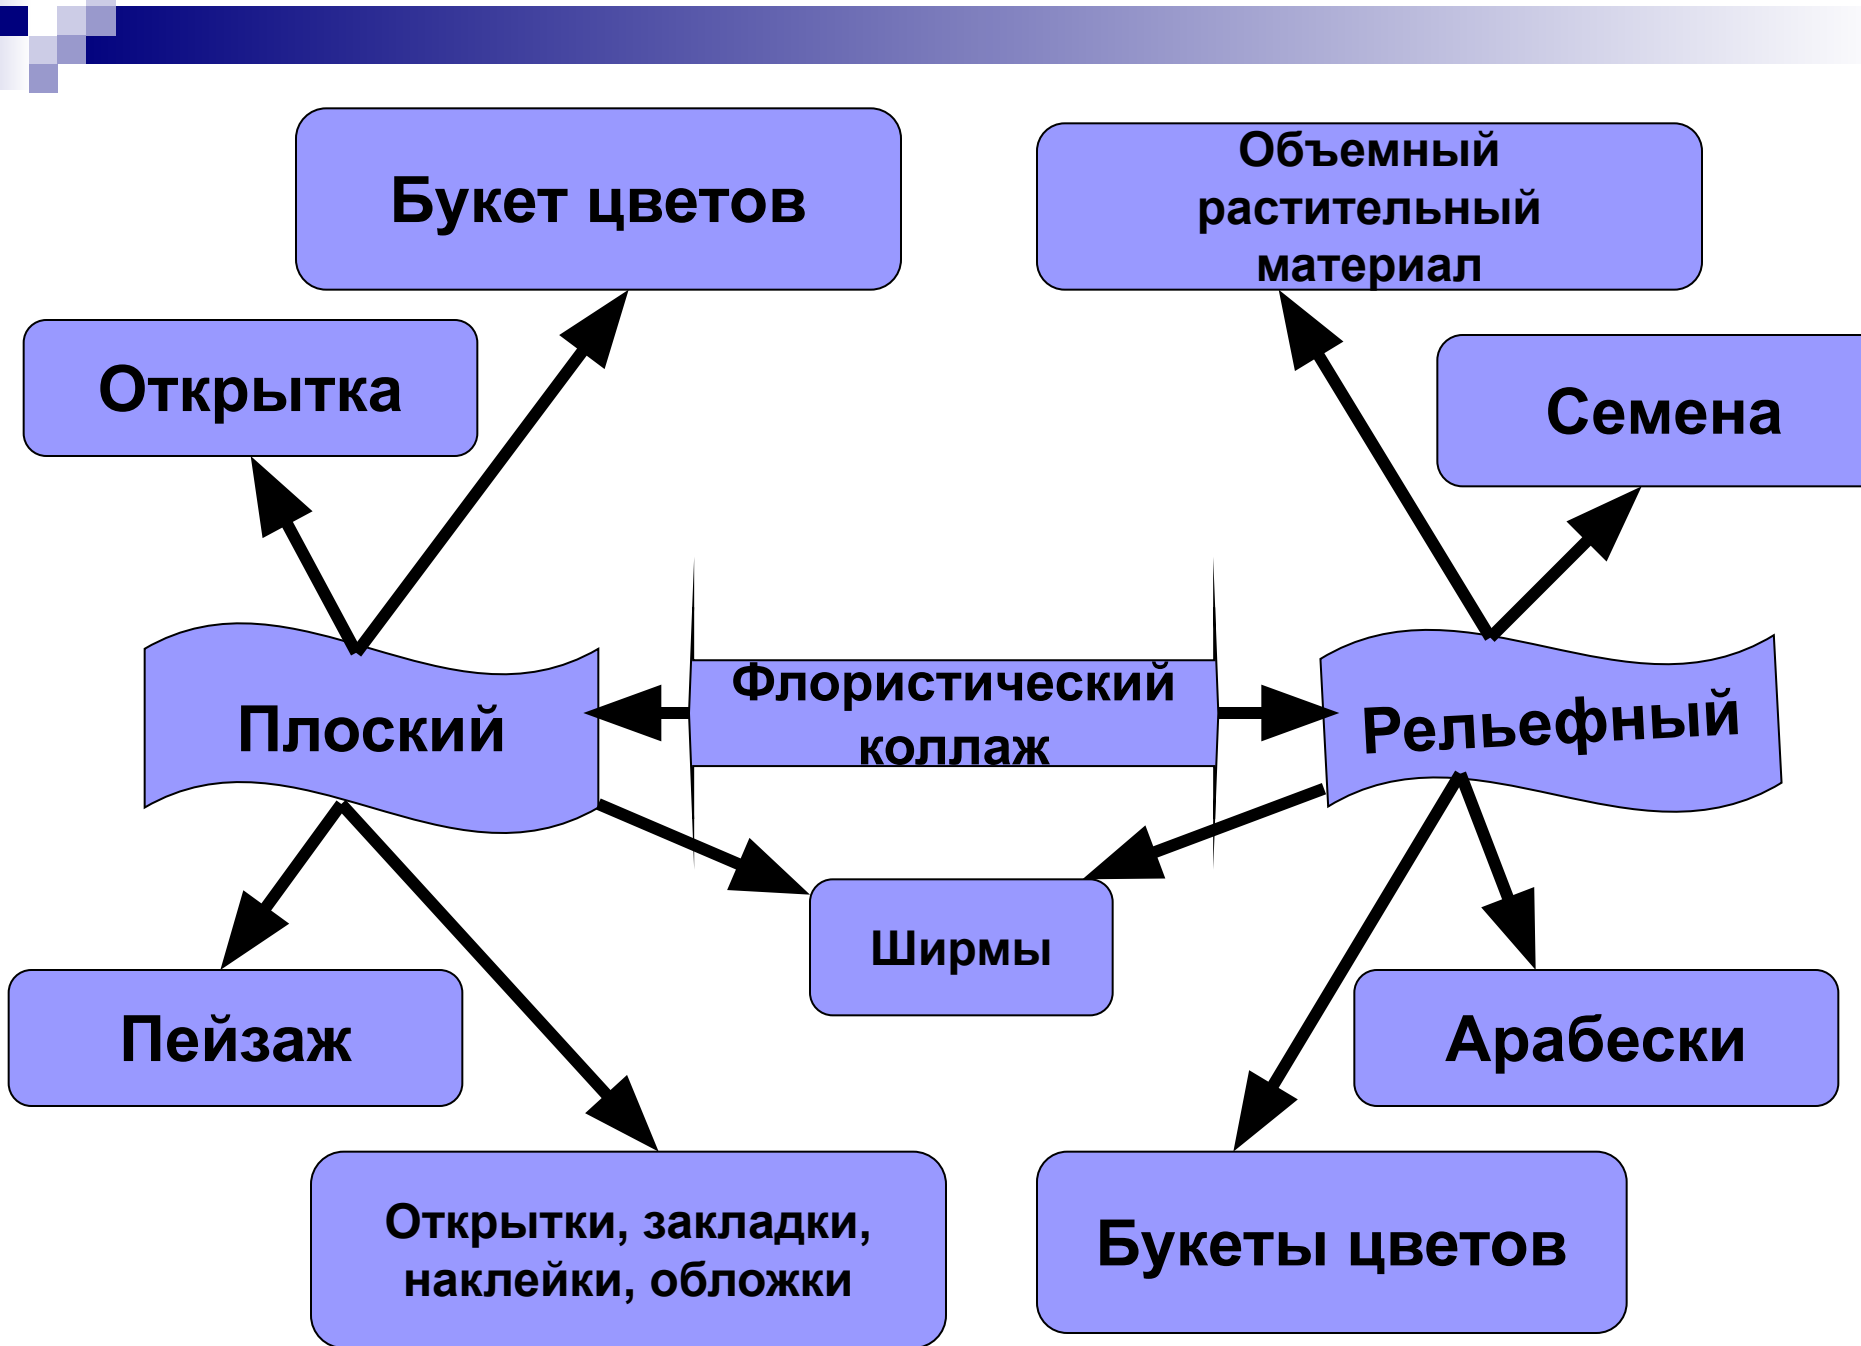 Букет цветов
Объемный
растительный
материал
Открытка
Семена
Флористический
коллаж
Плоский
Рельефный
Ширмы
Пейзаж
Арабески
Открытки, закладки,
наклейки, обложки
Букеты цветов